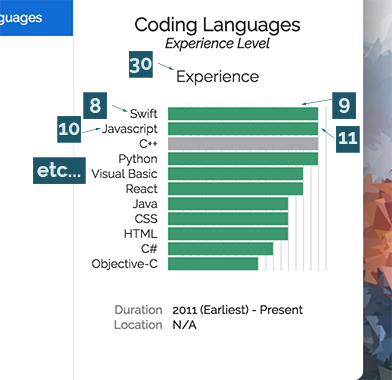 guages
Coding Languages
Experience Level
30
Experience
8
9
Swift
10
Javascript
11
C++
Python
etc...
Visual Basic
React
Java
CSS
HTML
C#
Objective-C
Duration 2011 (Earliest) - Present
Location N/A